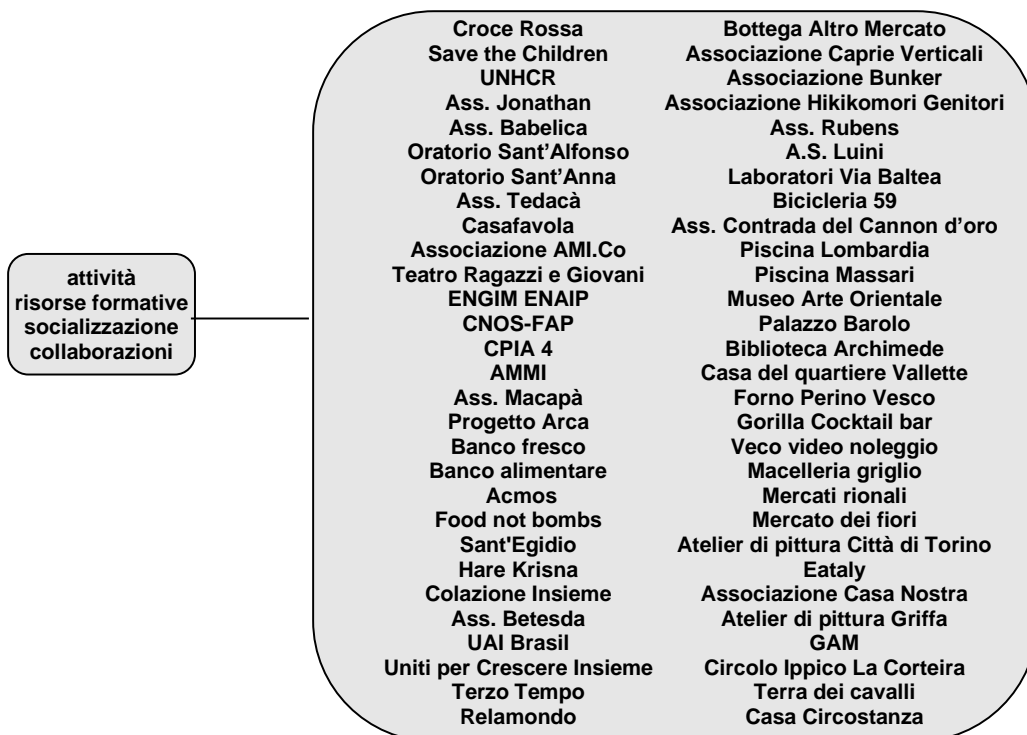 attività
risorse formative
socializzazione
collaborazioni
Croce Rossa
Save the Children
UNHCR
Ass. Jonathan
Ass. Babelica
Oratorio Sant’Alfonso
Oratorio Sant’Anna
Ass. Tedacà
Casafavola
Associazione AMI.Co
Teatro Ragazzi e Giovani
ENGIM ENAIP
CNOS-FAP
CPIA 4
AMMI
Ass. Macapà
Progetto Arca
Banco fresco
Banco alimentare
Acmos
Food not bombs
Sant'Egidio
Hare Krisna
Colazione Insieme
Ass. Betesda
UAI Brasil
Uniti per Crescere Insieme
Terzo Tempo
Relamondo
Bottega Altro Mercato
Associazione Caprie Verticali
Associazione Bunker
Associazione Hikikomori Genitori
Ass. Rubens
A.S. Luini
Laboratori Via Baltea
Bicicleria 59
Ass. Contrada del Cannon d’oro
Piscina Lombardia
Piscina Massari
Museo Arte Orientale
Palazzo Barolo
Biblioteca Archimede
Casa del quartiere Vallette
Forno Perino Vesco
Gorilla Cocktail bar
Veco video noleggio
Macelleria griglio
Mercati rionali
Mercato dei fiori
Atelier di pittura Città di Torino
Eataly
Associazione Casa Nostra
Atelier di pittura Griffa
GAM
Circolo Ippico La Corteira
Terra dei cavalli
Casa Circostanza